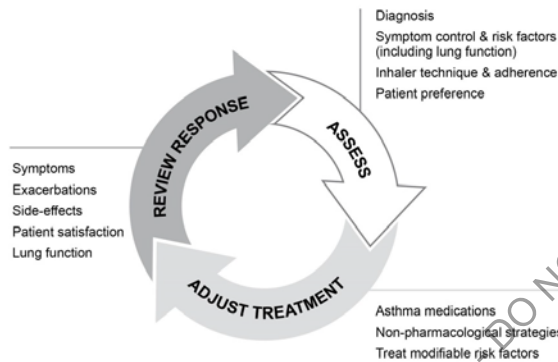 Diagnosis
Symptom control & risk factors
(including lung function)
Inhaler technique & adherence
Patient preference
REVIEW RESPONSE
ASSESS
Symptoms
Exacerbations
Side-effects
Patient satisfaction
Lung function
ADJUST TREATMENT
Asthma medications
Non-pharmacological strategies
Treat modifiable risk factors
DO